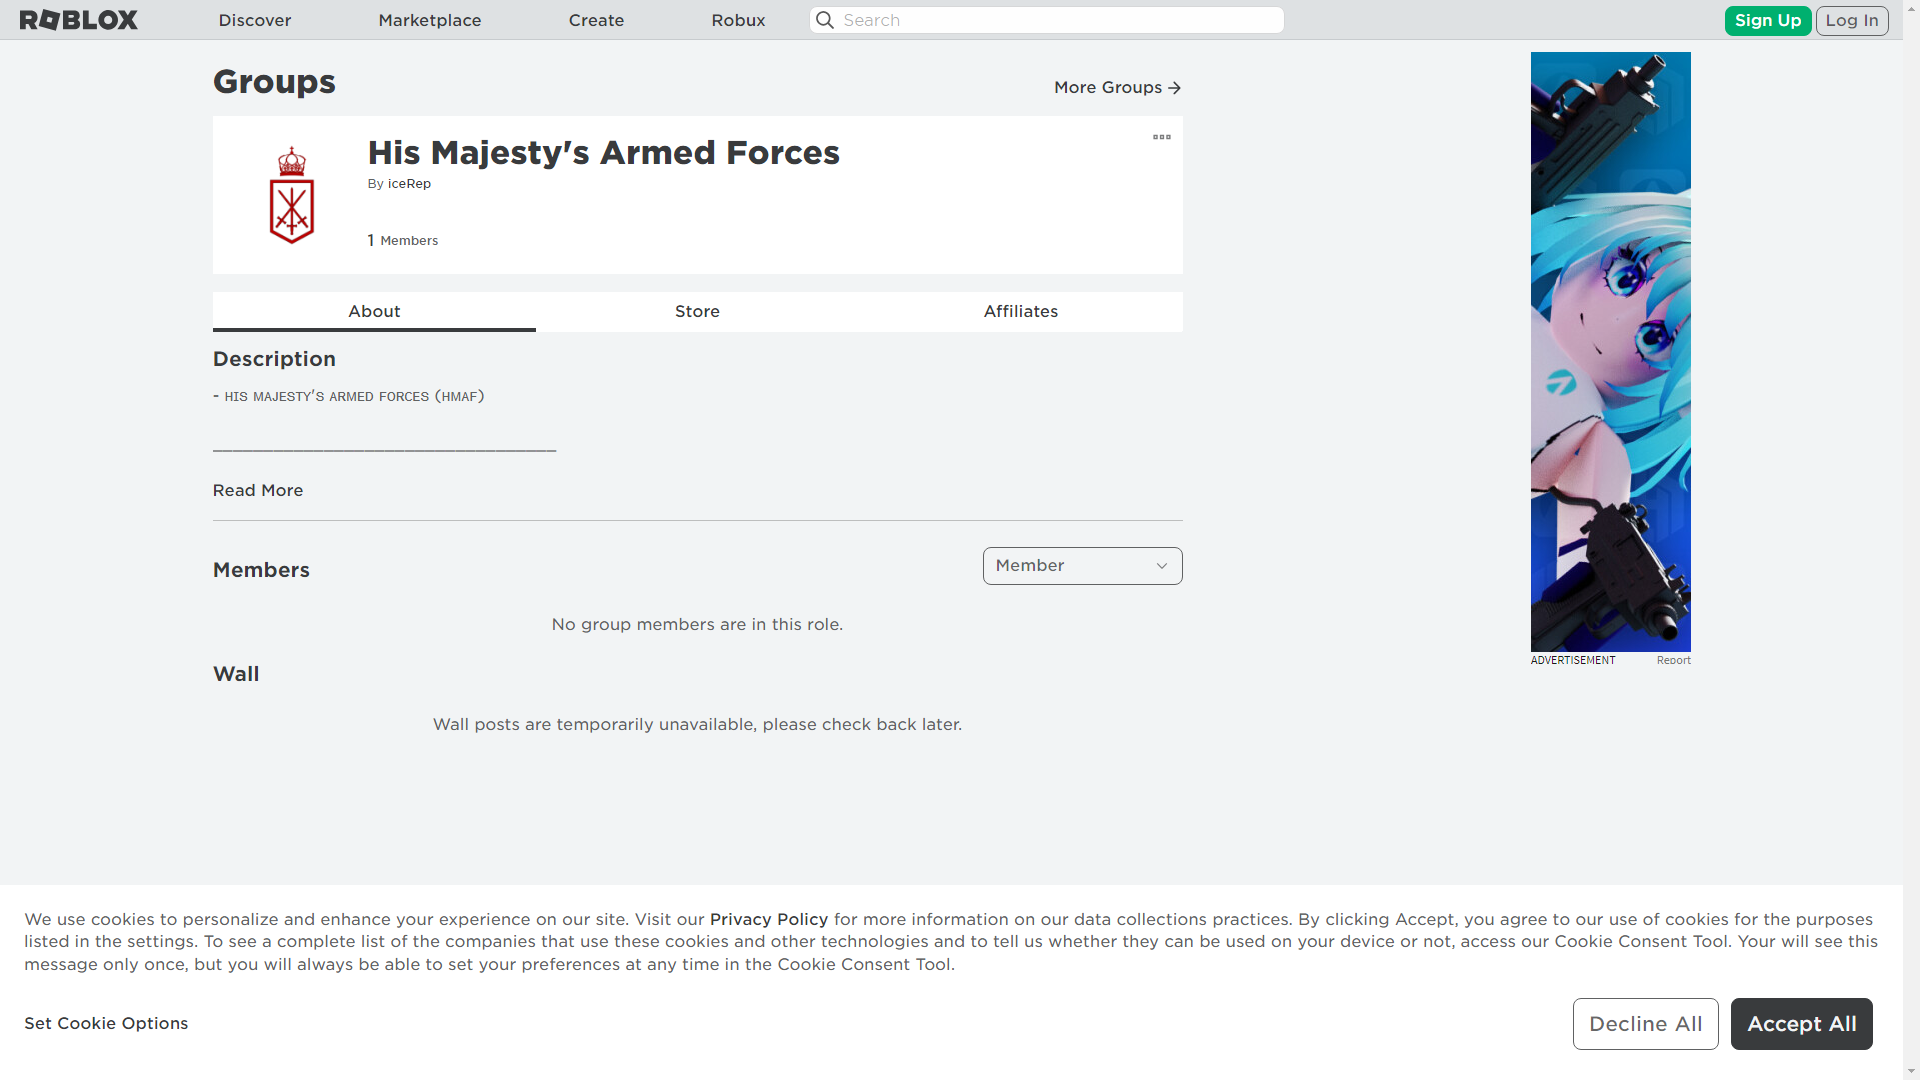 ROBLOX
Discover
Marketplace
Create
Robux
Search
Sign Up
Log In
Groups
More Groups →
His Majesty's Armed Forces
By iceRep
1 Members
About
Store
Affiliates
Description
- ʜɪs ᴍᴀᴊᴇsᴛʏ's ᴀʀᴍᴇᴅ ғᴏʀᴄᴇs (ʜᴍᴀғ)
__________________________________
Read More
Members
Member
No group members are in this role.
Wall
Wall posts are temporarily unavailable, please check back later.
ADVERTISEMENT
Report
We use cookies to personalize and enhance your experience on our site. Visit our Privacy Policy for more information on our data collections practices. By clicking Accept, you agree to our use of cookies for the purposes
listed in the settings. To see a complete list of the companies that use these cookies and other technologies and to tell us whether they can be used on your device or not, access our Cookie Consent Tool. Your will see this
message only once, but you will always be able to set your preferences at any time in the Cookie Consent Tool.
Set Cookie Options
Decline All
Accept All